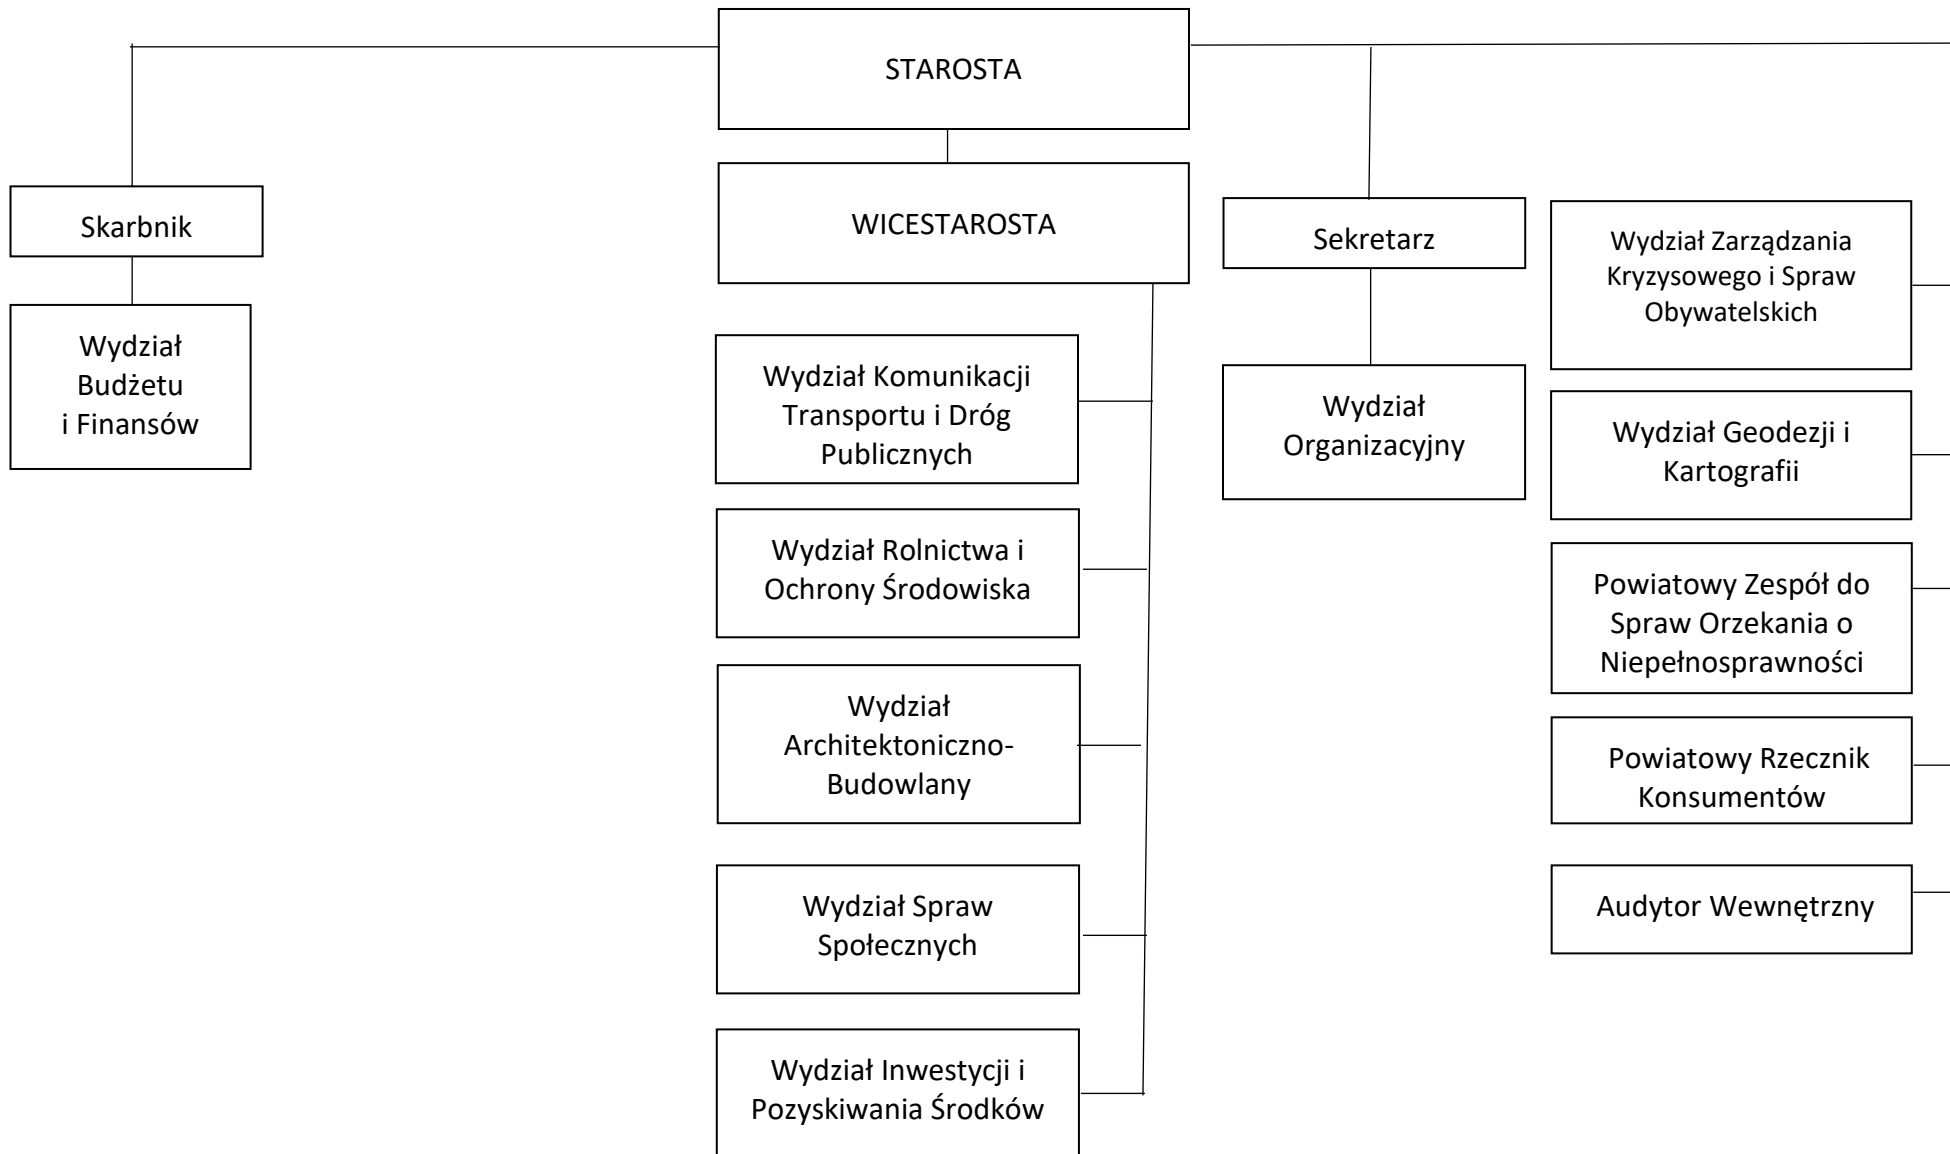 STAROSTA
Skarbnik
Wydział
Budżetu
i Finansów
WICESTAROSTA
Wydział Komunikacji
Transportu i Dróg
Publicznych
Wydział Rolnictwa i
Ochrony Środowiska
Wydział
Architektoniczno-
Budowlany
Wydział Spraw
Społecznych
Wydział Inwestycji i
Pozyskiwania Środków
Sekretarz
Wydział
Organizacyjny
Wydział Zarządzania
Kryzysowego i Spraw
Obywatelskich
Wydział Geodezji i
Kartografii
Powiatowy Zespół do
Spraw Orzekania o
Niepełnosprawności
Powiatowy Rzecznik
Konsumentów
Audytor Wewnętrzny